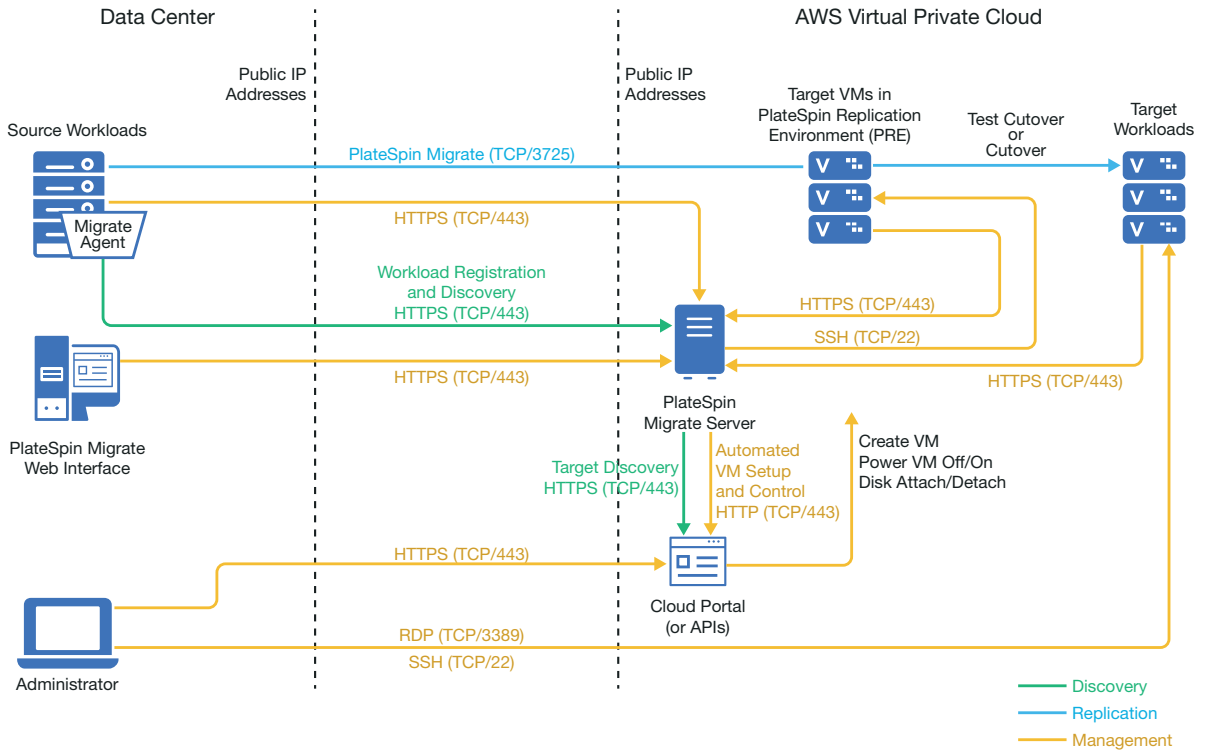 Data Center
AWS Virtual Private Cloud
Public IP
Addresses
Public IP
Addresses
Source Workloads
Target VMs in
PlateSpin Replication
Environment (PRE)
Test Cutover
or
Cutover
Target
Workloads
PlateSpin Migrate (TCP/3725)
V
V
V
V
V
V
HTTPS (TCP/443)
Migrate
Agent
Workload Registration
and Discovery
HTTPS (TCP/443)
HTTPS (TCP/443)
SSH (TCP/22)
HTTPS (TCP/443)
HTTPS (TCP/443)
PlateSpin
Migrate Server
PlateSpin Migrate
Web Interface
Target Discovery
HTTPS (TCP/443)
Automated
VM Setup
and Control
HTTP (TCP/443)
Create VM
Power VM Off/On
Disk Attach/Detach
HTTPS (TCP/443)
Cloud Portal
(or APIs)
RDP (TCP/3389)
SSH (TCP/22)
Administrator
Discovery
Replication
Management